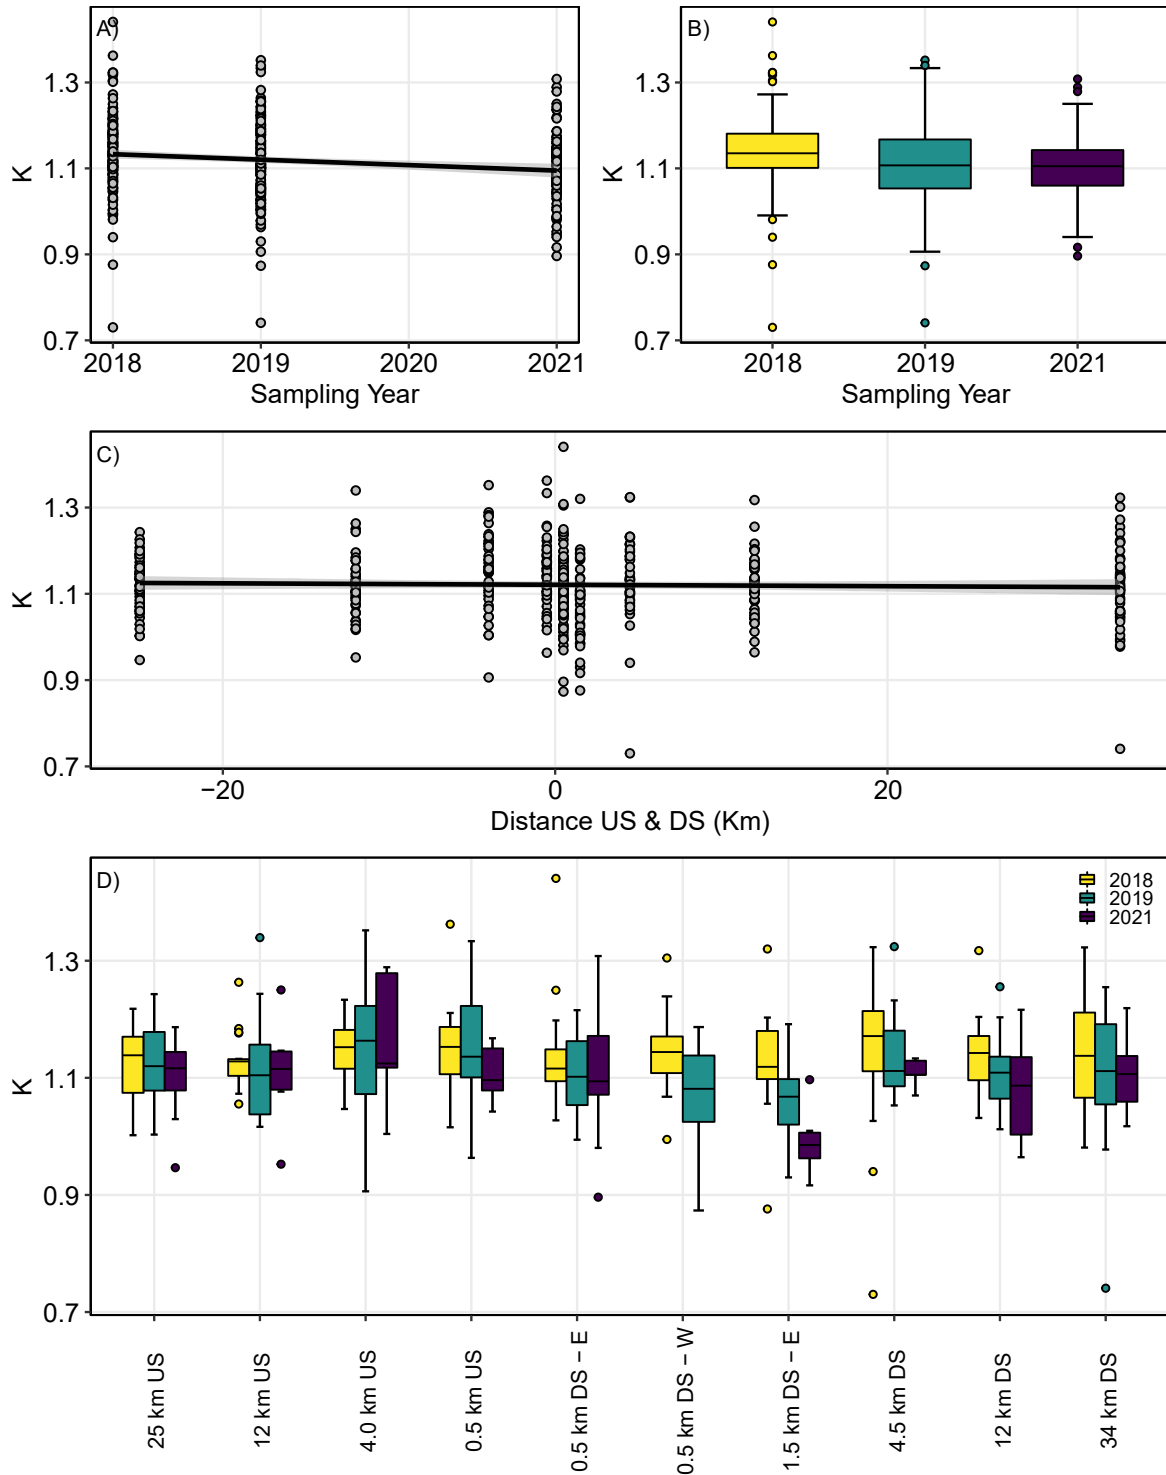 A)
1.3
1.1
0.9
0.7
K
2018 2019 2020 2021
Sampling Year
B)
1.3
1.1
0.9
0.7
K
2018 2019 2021
Sampling Year
C)
1.3
1.1
0.9
0.7
K
−20 0 20
Distance US & DS (Km)
D)
2018
2019
2021
1.3
1.1
0.9
0.7
K
25 km US
12 km US
4.0 km US
0.5 km US
0.5 km DS − E
0.5 km DS − W
1.5 km DS − E
4.5 km DS
12 km DS
34 km DS